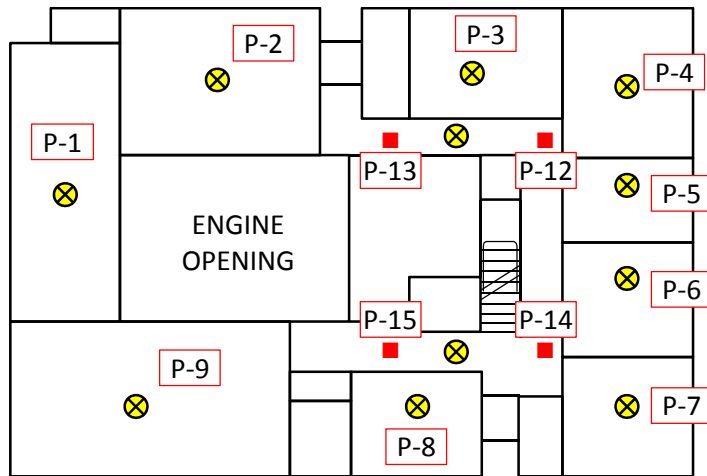 P-2
P-3
P-4
P-1
P-13
P-12
P-5
ENGINE
OPENING
P-6
P-15
P-14
P-9
P-7
P-8